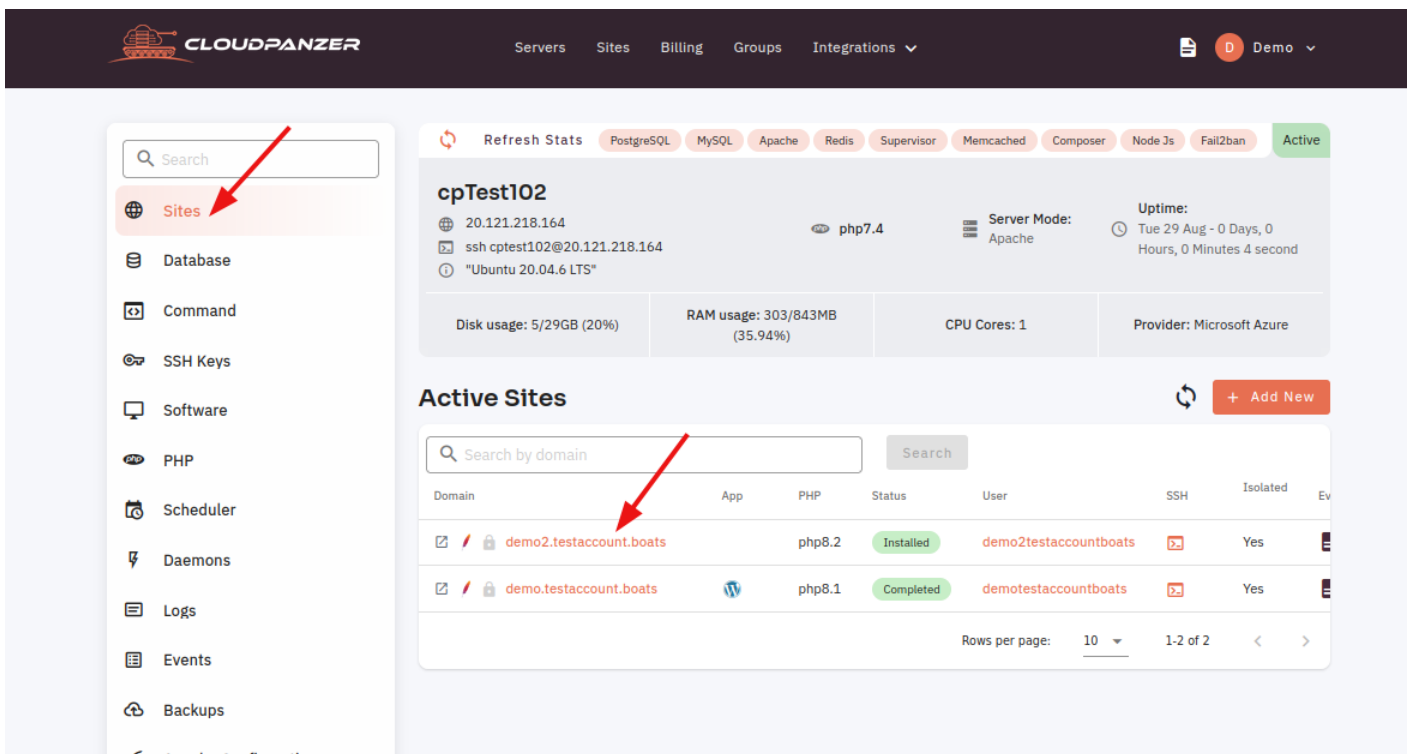 CLOUDPANZER
Servers Sites Billing Groups Integrations
D Demo
Search
Sites
Database
Command
SSH Keys
Software
PHP
Scheduler
Daemons
Logs
Events
Backups
Refresh Stats PostgreSQL MySQL Apache Redis Supervisor Memcached Composer Node Js Fail2ban Active
cpTest102
20.121.218.164
ssh cptest102@20.121.218.164
"Ubuntu 20.04.6 LTS"
php php7.4
Server Mode:
Apache
Uptime:
Tue 29 Aug - 0 Days, 0
Hours, 0 Minutes 4 second
Disk usage: 5/29GB (20%)
RAM usage: 303/843MB
(35.94%)
CPU Cores: 1
Provider: Microsoft Azure
Active Sites
+ Add New
Search by domain
Search
Domain App PHP Status User SSH Isolated Ev
demo2.testaccount.boats php8.2 Installed demo2testaccountboats Yes
demo.testaccount.boats php8.1 Completed demotestaccountboats Yes
Rows per page: 10 1-2 of 2